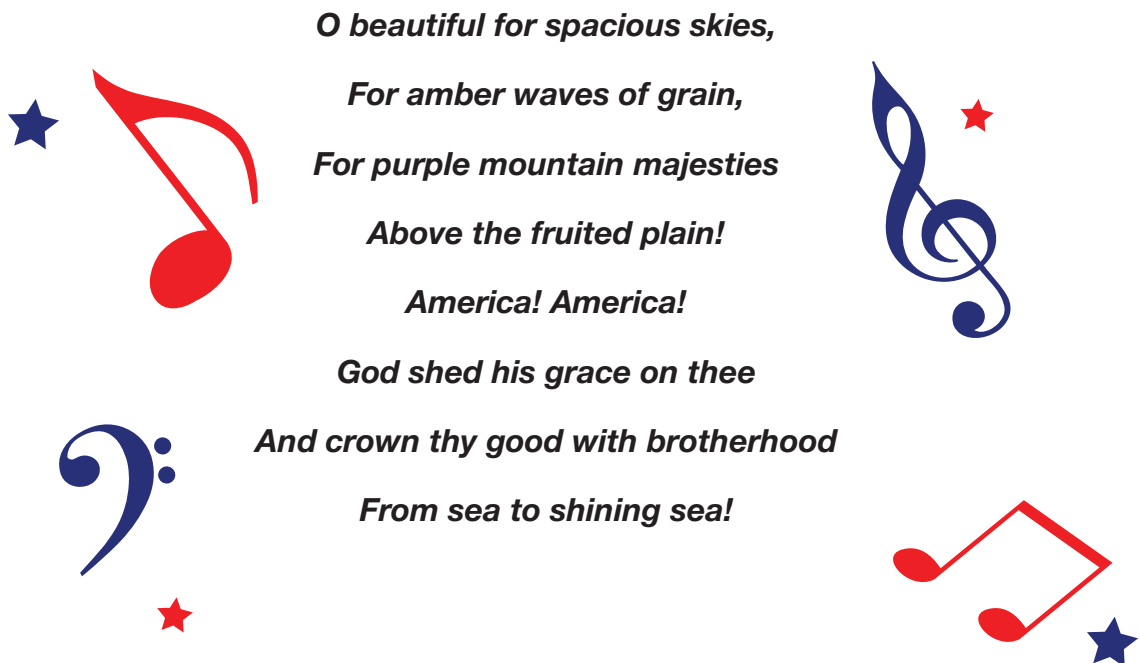 O beautiful for spacious skies,
For amber waves of grain,
For purple mountain majesties
Above the fruited plain!
America! America!
God shed his grace on thee
And crown thy good with brotherhood
From sea to shining sea!